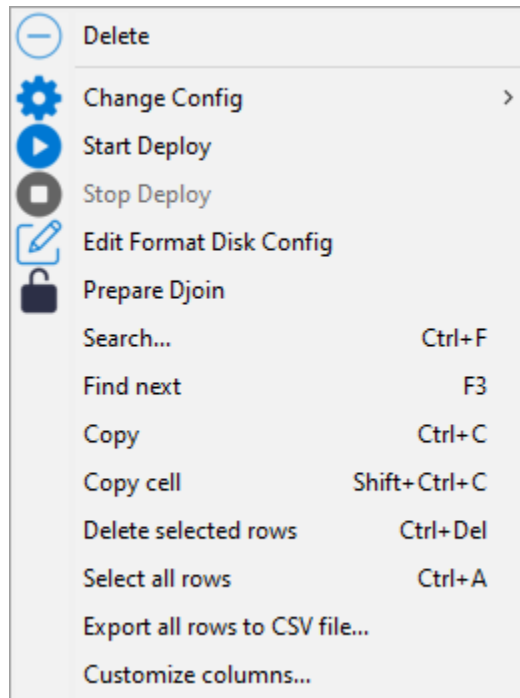 Delete
Change Config
Start Deploy
Stop Deploy
Edit Format Disk Config
Prepare Djoin
Search... Ctrl+F
Find next F3
Copy Ctrl+C
Copy cell Shift+Ctrl+C
Delete selected rows Ctrl+Del
Select all rows Ctrl+A
Export all rows to CSV file...
Customize columns...